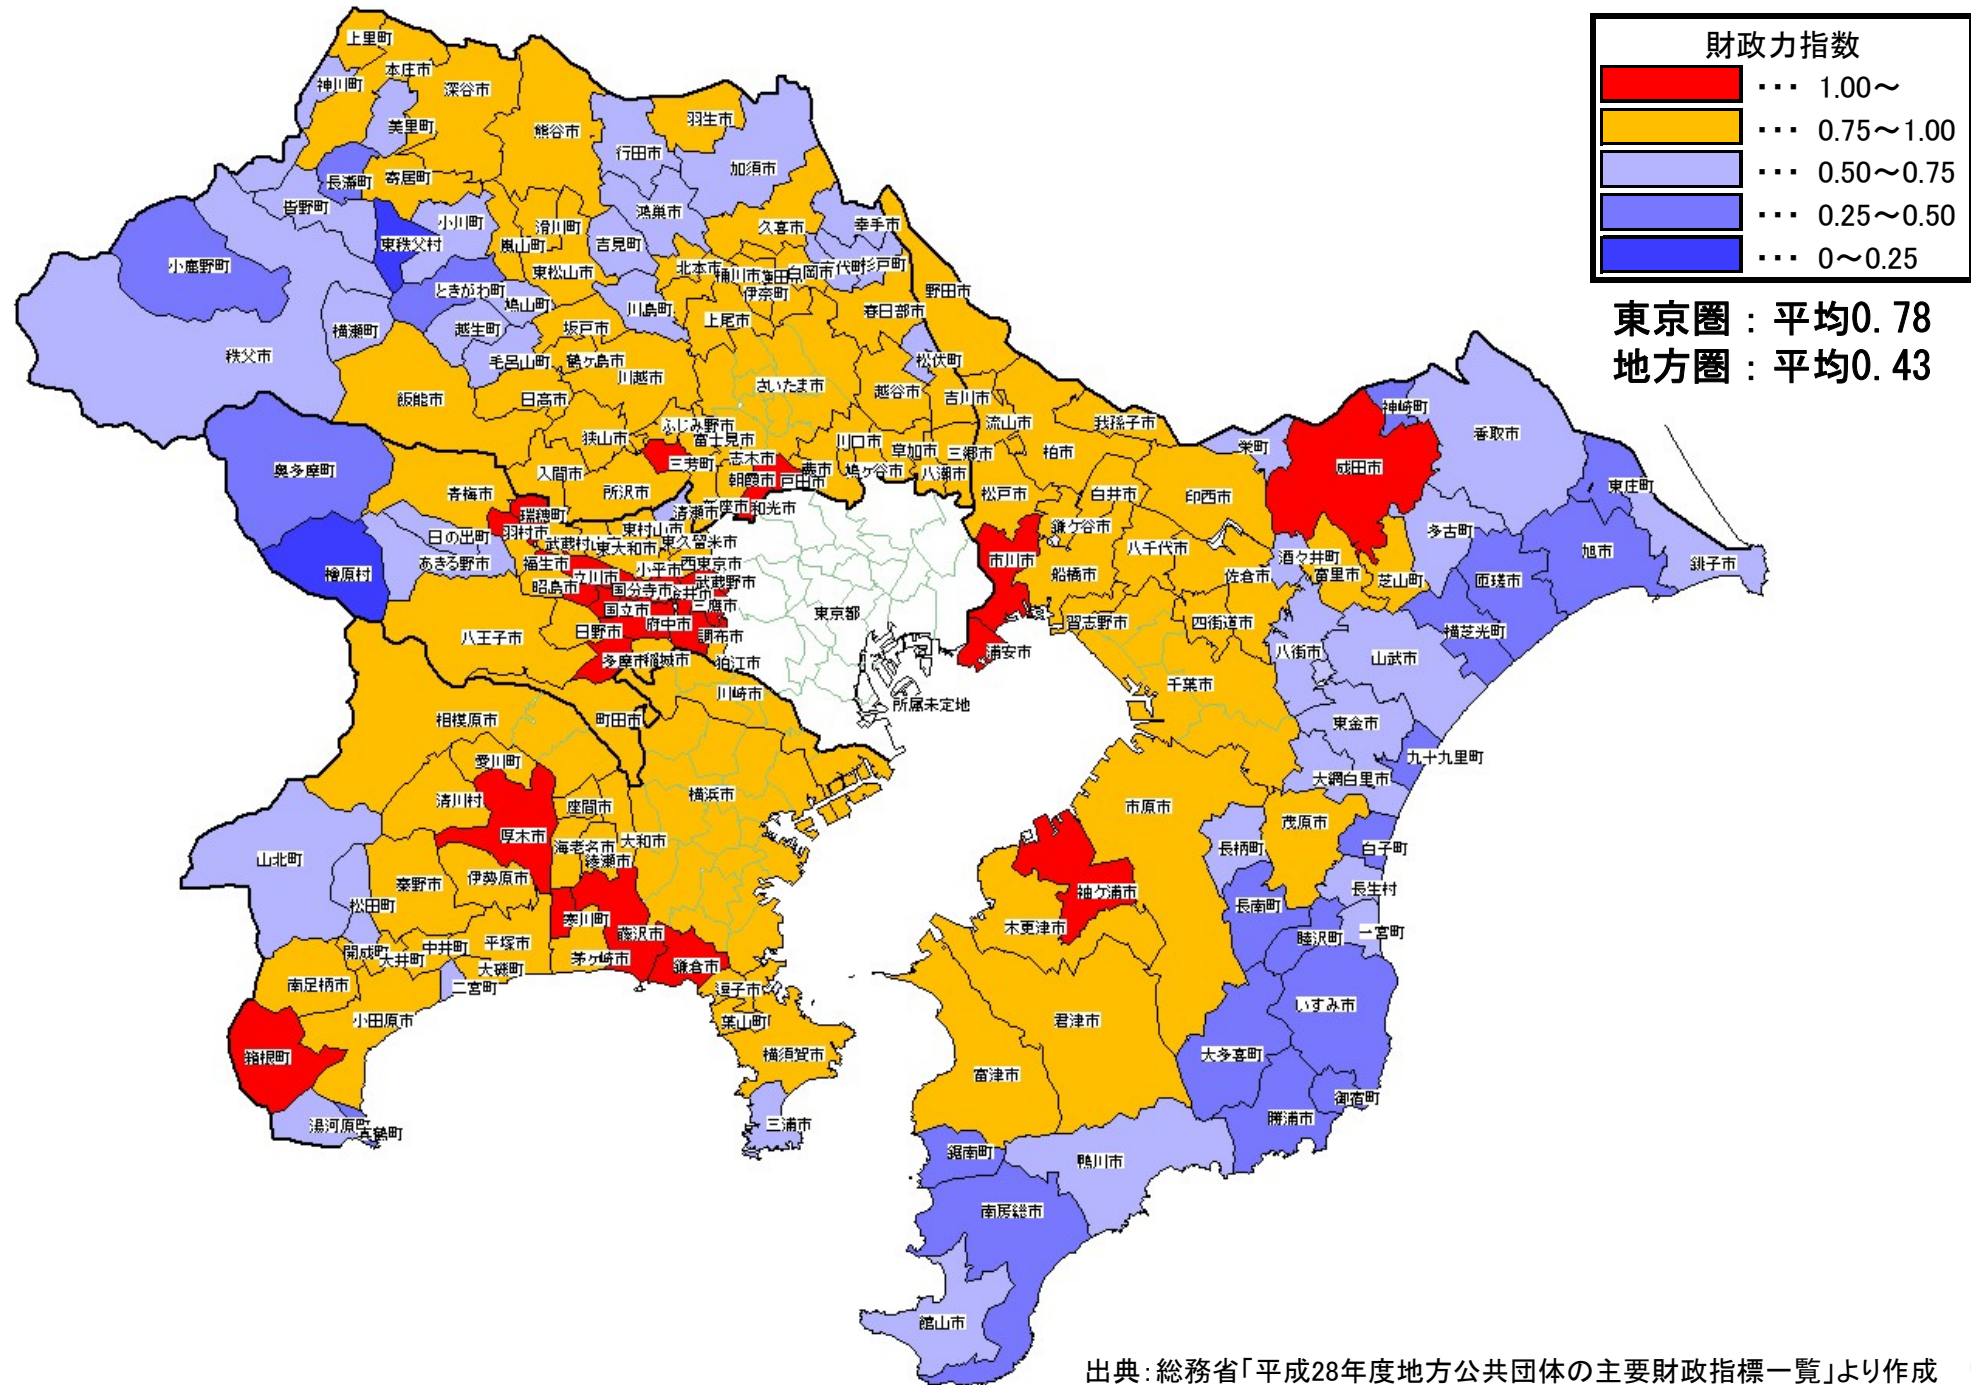 財政力指数
・・・ 1.00～
・・・ 0.75～1.00
・・・ 0.50～0.75
・・・ 0.25～0.50
・・・ 0～0.25
東京圏：平均0.78
地方圏：平均0.43
上里町
本庄市
神川町
深谷市
美里町
熊谷市
羽生市
行田市
加須市
長瀞町
寄居町
皆野町
小川町
東秩父村
嵐山町
滑川町
鴻巣市
吉見町
久喜市
幸手市
小鹿野町
東松山市
北本市
桶川市
白岡市
杉戸町
ときがわ町
鳩山町
伊奈町
野田市
川島町
上尾市
春日部市
横瀬町
越生町
坂戸市
秩父市
毛呂山町
鶴ヶ島市
松伏町
川越市
さいたま市
越谷市
吉川市
飯能市
日高市
狭山市
ふじみ野市
富士見市
川口市
草加市
三郷市
流山市
我孫子市
柏市
神崎町
香取市
栄町
成田市
三芳町
志木市
蕨市
鳩ヶ谷市
八潮市
奥多摩町
入間市
所沢市
朝霞市
戸田市
青梅市
松戸市
白井市
印西市
東庄町
瑞穂町
清瀬市
新座市
和光市
日の出町
羽村市
東村山市
鎌ケ谷市
多古町
あきる野市
東大和市
東久留米市
八千代市
酒々井町
旭市
銚子市
檜原村
福生市
小平市
西東京市
市川市
船橋市
佐倉市
富里市
芝山町
匝瑳市
昭島市
立川市
国分寺市
武蔵野市
国立市
三鷹市
東京都
八王子市
日野市
府中市
調布市
習志野市
四街道市
横芝光町
多摩市
稲城市
狛江市
浦安市
八街市
山武市
川崎市
千葉市
所属未定地
相模原市
町田市
東金市
愛川町
九十九里町
大網白里市
清川村
座間市
横浜市
市原市
茂原市
厚木市
海老名市
大和市
綾瀬市
長柄町
白子町
山北町
秦野市
伊勢原市
袖ケ浦市
長生村
松田町
寒川町
藤沢市
木更津市
長南町
睦沢町
一宮町
開成町
大井町
中井町
平塚市
茅ヶ崎市
鎌倉市
大磯町
南足柄市
二宮町
逗子市
いすみ市
小田原市
葉山町
君津市
箱根町
横須賀市
大多喜町
富津市
御宿町
湯河原町
真鶴町
三浦市
勝浦市
鋸南町
鴨川市
南房総市
館山市
出典：総務省「平成28年度地方公共団体の主要財政指標一覧」より作成